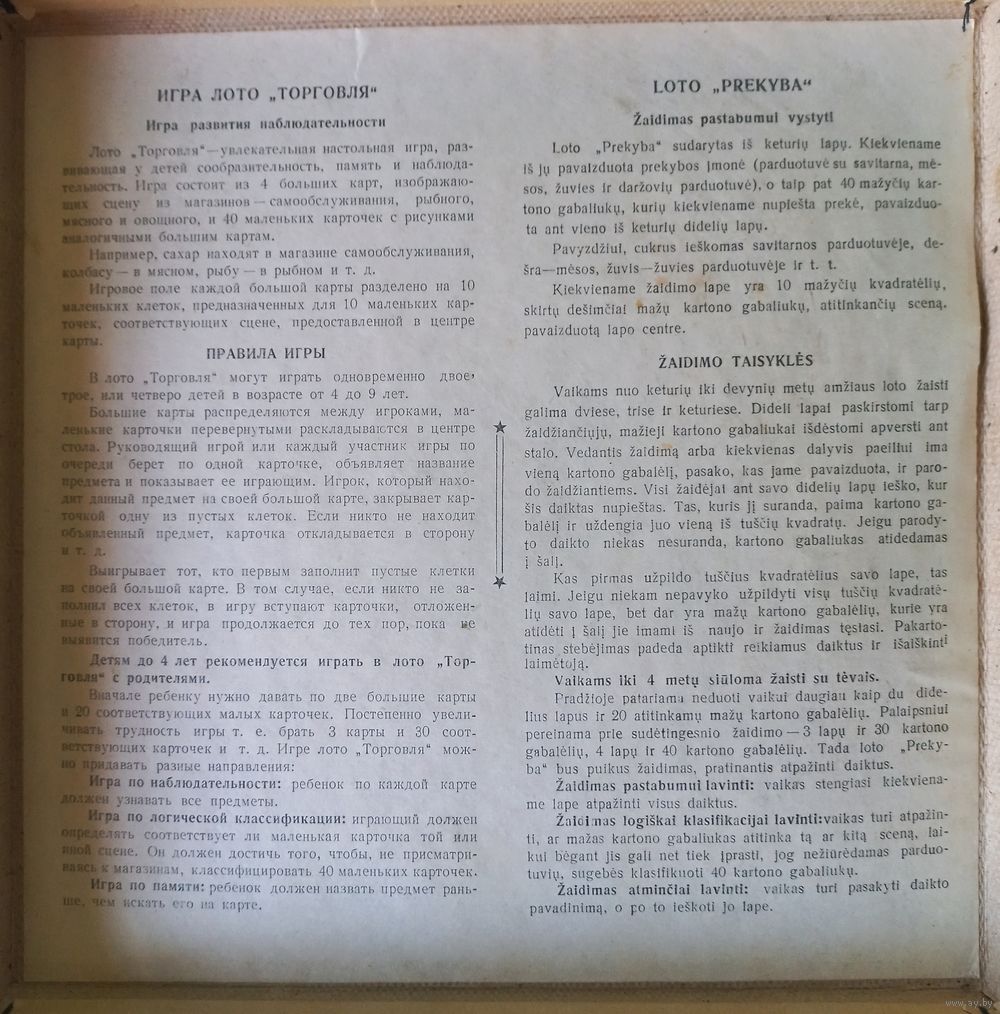 ИГРА ЛОТО „ТОРГОВЛЯ“
Игра развития наблюдательности
Лото „Торговля“—увлекательная настольная игра, раз-
вивающая у детей сообразительность, память и наблюда-
тельность. Игра состоит из 4 больших карт, изображаю-
щих сцену из магазинов — самообслуживания, рыбного,
мясного и овощного, и 40 маленьких карточек с рисунками
аналогичными большим картам.
Например, сахар находят в магазине самообслуживания,
колбасу — в мясном, рыбу — в рыбном и т. д.
Игровое поле каждой большой карты разделено на 10
маленьких клеток, предназначенных для 10 маленьких кар-
точек, соответствующих сцене, предоставленной в центре
карты.
ПРАВИЛА ИГРЫ
В лото „Торговля“ могут играть одновременно двое,
трое, или четверо детей в возрасте от 4 до 9 лет.
Большие карты распределяются между игроками, ма-
ленькие карточки перевернутыми раскладываются в центре
стола. Руководящий игрой или каждый участник игры по
очереди берет по одной карточке, объявляет название
предмета и показывает ее играющим. Игрок, который нахо-
дит данный предмет на своей большой карте, закрывает кар-
точкой одну из пустых клеток. Если никто не находит
объявленный предмет, карточка откладывается в сторону
и т. д.
Выигрывает тот, кто первым заполнит пустые клетки
на своей большой карте. В том случае, если никто не за-
полнил всех клеток, в игру вступают карточки, отложен-
ные в сторону, и игра продолжается до тех пор, пока не
выявится победитель.
Детям до 4 лет рекомендуется играть в лото „Тор-
говля“ с родителями.
Вначале ребенку нужно давать по две большие карты
и 20 соответствующих малых карточек. Постепенно увели-
чивать трудность игры т. е. брать 3 карты и 30 соот-
ветствующих карточек и т. д. Игре лото „Торговля“ мож-
но придавать разные направления:
Игра по наблюдательности: ребенок по каждой карте
должен узнавать все предметы.
Игра по логической классификации: играющий должен
определять соответствует ли маленькая карточка той или
иной сцене. Он должен достичь того, чтобы, не присматри-
ваясь к магазинам, классифицировать 40 маленьких карточек.
Игра по памяти: ребенок должен назвать предмет рань-
ше, чем искать его на карте.
LOTO „PREKYBA“
Žaidimas pastabumui vystyti
Loto „Prekyba“ sudarytas iš keturių lapų. Kiekviename
iš jų pavaizduota prekybos įmonė (parduotuvė su savitarna, mė-
sos, žuvies ir daržovių parduotuvė), o taip pat 40 mažyčių kar-
tono gabaliukų, kurių kiekviename nupiešta prekė, pavaizduo-
ta ant vieno iš keturių didelių lapų.
Pavyzdžiui, cukrus ieškomas savitarnos parduotuvėje, de-
šra—mėsos, žuvis—žuvies parduotuvėje ir t. t.
Kiekviename žaidimo lape yra 10 mažyčių kvadratėlių,
skirtų dešimčiai mažų kartono gabaliukų, atitinkančių sceną,
pavaizduotą lapo centre.
ŽAIDIMO TAISYKLĖS
Vaikams nuo keturių iki devynių metų amžiaus loto žaisti
galima dviese, trise ir keturiese. Dideli lapai paskirstomi tarp
žaidžiančiųjų, mažieji kartono gabaliukai išdėstomi apversti ant
stalo. Vedantis žaidimą arba kiekvienas dalyvis paeiliui ima
vieną kartono gabalėlį, pasako, kas jame pavaizduota, ir paro-
do žaidžiantiems. Visi žaidėjai ant savo didelių lapų ieško, kur
šis daiktas nupieštas. Tas, kuris jį suranda, paima kartono ga-
balėlį ir uždengia juo vieną iš tuščių kvadratų. Jeigu parody-
to daikto niekas nesuranda, kartono gabaliukas atidedamas
į šalį.
Kas pirmas užpildo tuščius kvadratėlius savo lape, tas
laimi. Jeigu niekam nepavyko užpildyti visų tuščių kvadratė-
lių savo lape, bet dar yra mažų kartono gabalėlių, kurie yra
atidėti į šalį jie imami iš naujo ir žaidimas tęsiasi. Pakarto-
tinas stebėjimas padeda aptikti reikiamus daiktus ir išaiškinti
laimėtoją.
Vaikams iki 4 metų siūloma žaisti su tėvais.
Pradžioje patariama neduoti vaikui daugiau kaip du dide-
lius lapus ir 20 atitinkamų mažų kartono gabalėlių. Palaipsniui
pereinama prie sudėtingesnio žaidimo — 3 lapų ir 30 kartono
gabalėlių, 4 lapų ir 40 kartono gabalėlių. Tada loto „Preky-
ba“ bus puikus žaidimas, pratinantis atpažinti daiktus.
Žaidimas pastabumui lavinti: vaikas stengiasi kiekviena-
me lape atpažinti visus daiktus.
Žaidimas logiškai klasifikacijai lavinti:vaikas turi atpažin-
ti, ar mažas kartono gabaliukas atitinka tą ar kitą sceną, lai-
kui bėgant jis gali net tiek įprasti, jog nežiūrėdamas parduo-
tuvių, sugebės klasifikuoti 40 kartono gabaliukų.
Žaidimas atminčiai lavinti: vaikas turi pasakyti daikto
pavadinimą, o po to ieškoti jo lape.
www.ay.by